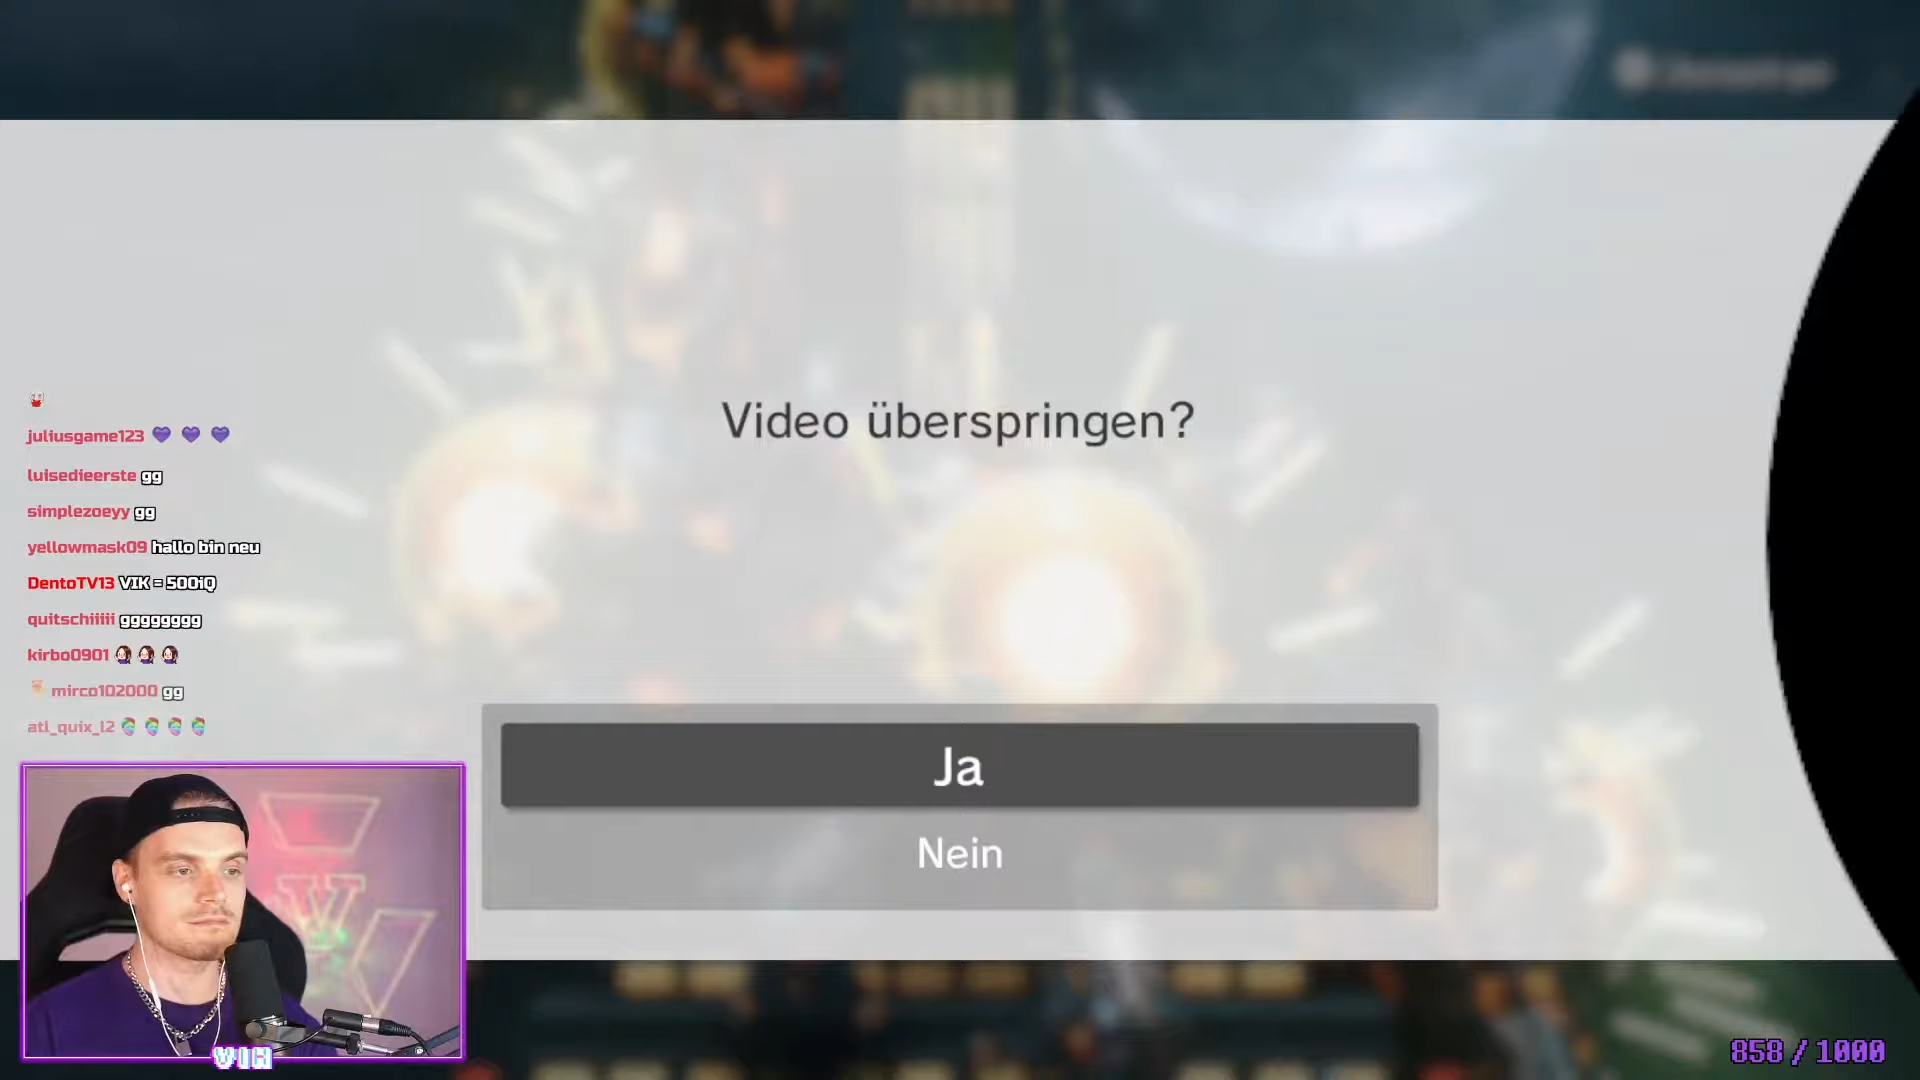 Video überspringen?
juliusgame123
luisedieerste gg
simplezoeyy gg
yellowmask09 hallo bin neu
DentoTV13 VIK = 500iQ
quitschiiiii gggggggg
kirbo0901
mirco102000 gg
atl_quix_12
Ja
Nein
VIK
858 / 1000